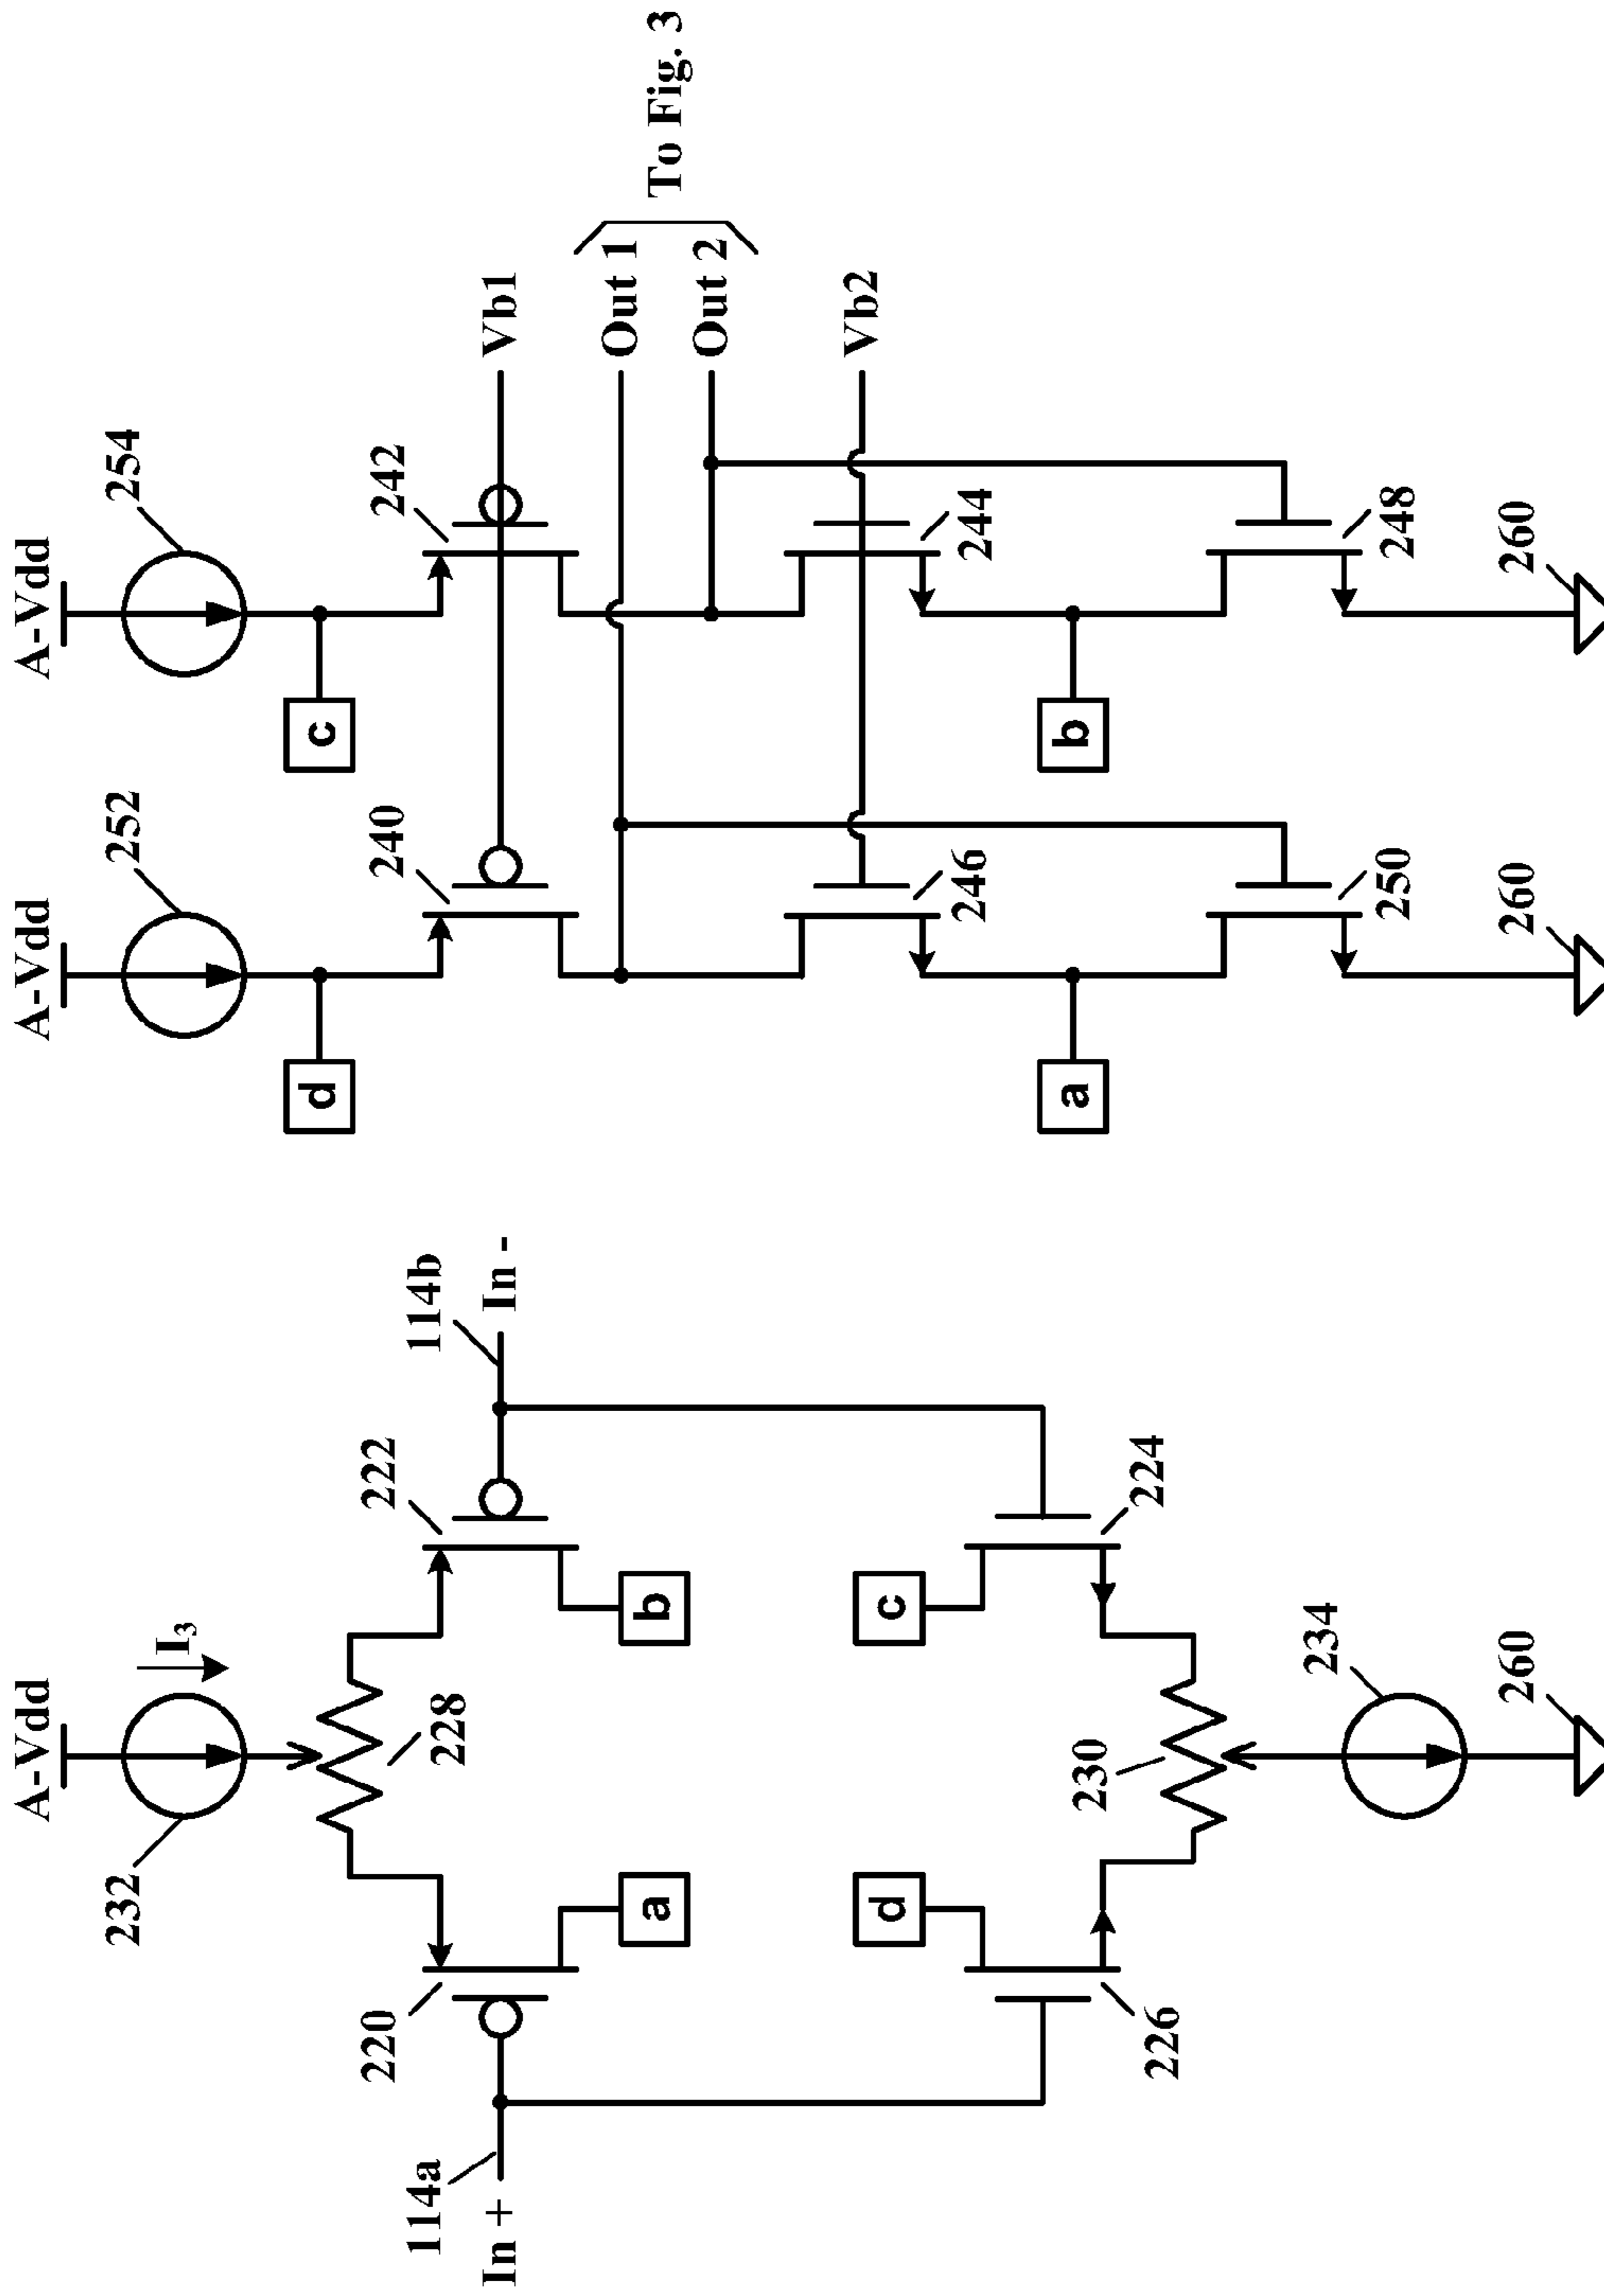 A-Vdd
A-Vdd
A-Vdd
232
I3
252
254
220
228
222
114b
In -
114a
In +
240
242
Vb1
a
b
d
c
Out 1
Out 2
To Fig. 3
d
c
Vb2
246
244
226
230
224
a
b
234
250
248
260
260
260